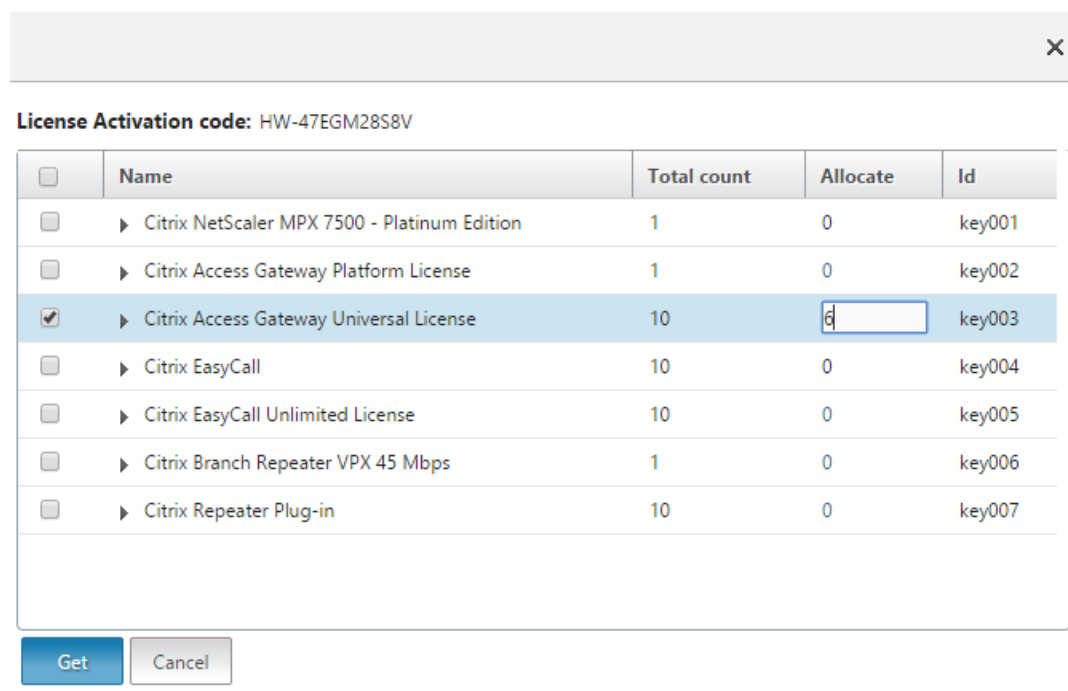 License Activation code: HW-47EGM28S8V
Name Total count Allocate Id
Citrix NetScaler MPX 7500 - Platinum Edition 1 0 key001
Citrix Access Gateway Platform License 1 0 key002
Citrix Access Gateway Universal License 10 6 key003
Citrix EasyCall 10 0 key004
Citrix EasyCall Unlimited License 10 0 key005
Citrix Branch Repeater VPX 45 Mbps 1 0 key006
Citrix Repeater Plug-in 10 0 key007
Get Cancel